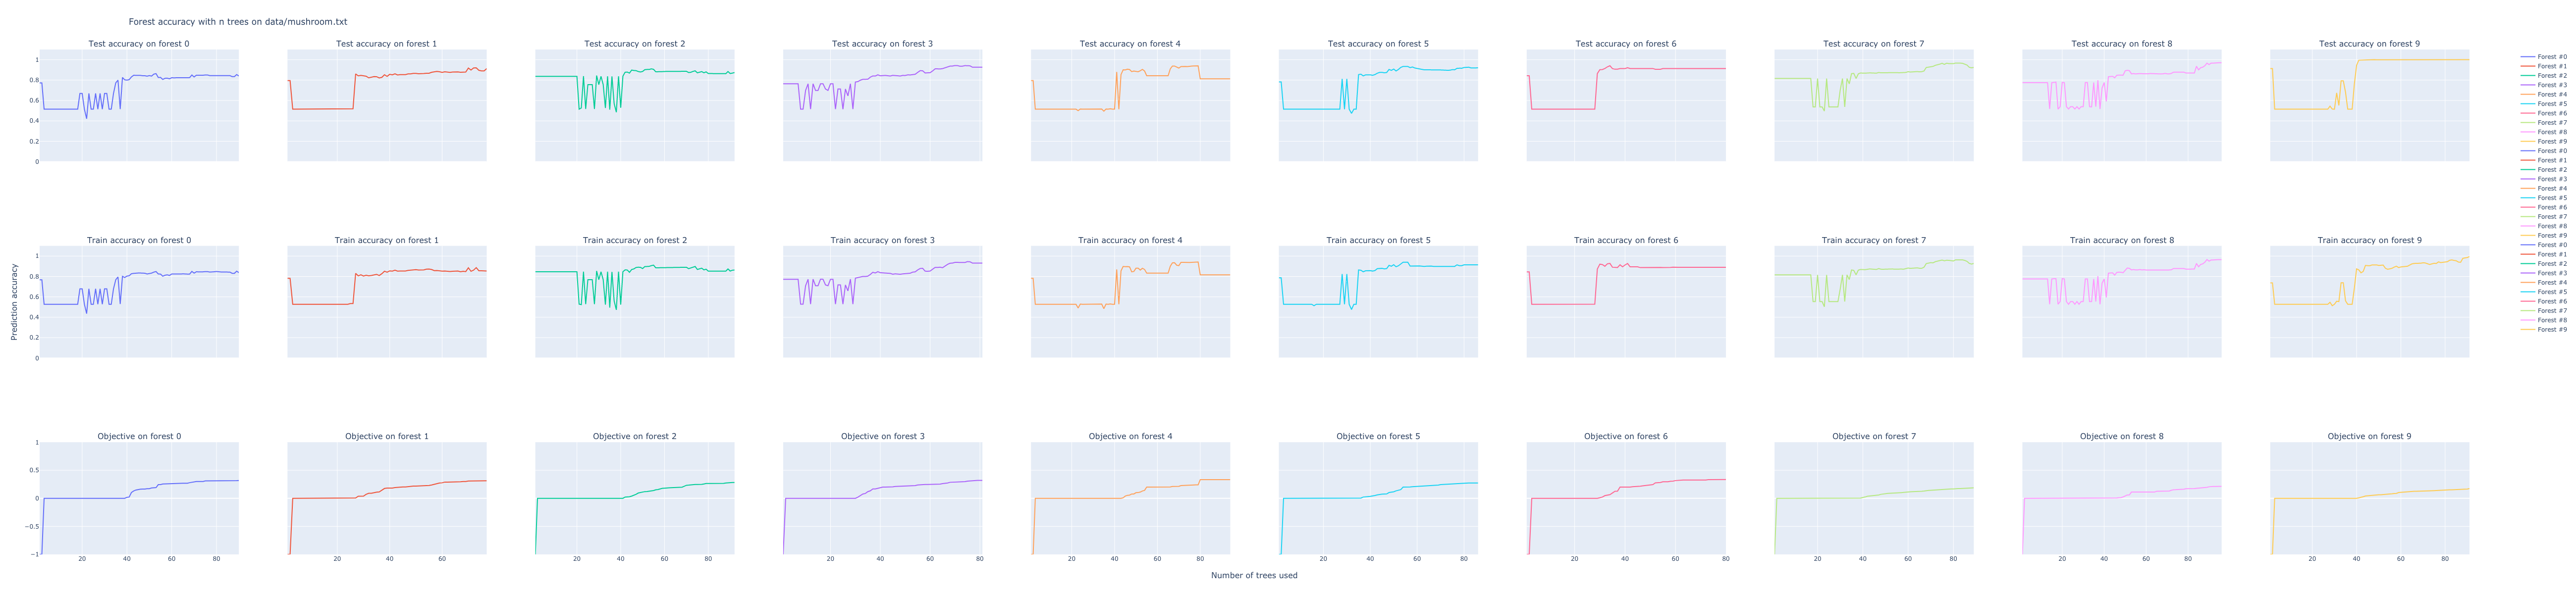 Forest accuracy with n trees on data/mushroom.txt
Test accuracy on forest 0
Test accuracy on forest 1
Test accuracy on forest 2
Test accuracy on forest 3
Test accuracy on forest 4
Test accuracy on forest 5
Test accuracy on forest 6
Test accuracy on forest 7
Test accuracy on forest 8
Test accuracy on forest 9
1
0.8
0.6
0.4
0.2
0
Train accuracy on forest 0
Train accuracy on forest 1
Train accuracy on forest 2
Train accuracy on forest 3
Train accuracy on forest 4
Train accuracy on forest 5
Train accuracy on forest 6
Train accuracy on forest 7
Train accuracy on forest 8
Train accuracy on forest 9
1
0.8
0.6
0.4
0.2
0
Prediction accuracy
Objective on forest 0
Objective on forest 1
Objective on forest 2
Objective on forest 3
Objective on forest 4
Objective on forest 5
Objective on forest 6
Objective on forest 7
Objective on forest 8
Objective on forest 9
1
0.5
0
−0.5
−1
20 40 60 80
20 40 60
20 40 60 80
20 40 60 80
20 40 60 80
20 40 60 80
20 40 60 80
20 40 60 80
20 40 60 80
20 40 60 80
Number of trees used
Forest #0
Forest #1
Forest #2
Forest #3
Forest #4
Forest #5
Forest #6
Forest #7
Forest #8
Forest #9
Forest #0
Forest #1
Forest #2
Forest #3
Forest #4
Forest #5
Forest #6
Forest #7
Forest #8
Forest #9
Forest #0
Forest #1
Forest #2
Forest #3
Forest #4
Forest #5
Forest #6
Forest #7
Forest #8
Forest #9